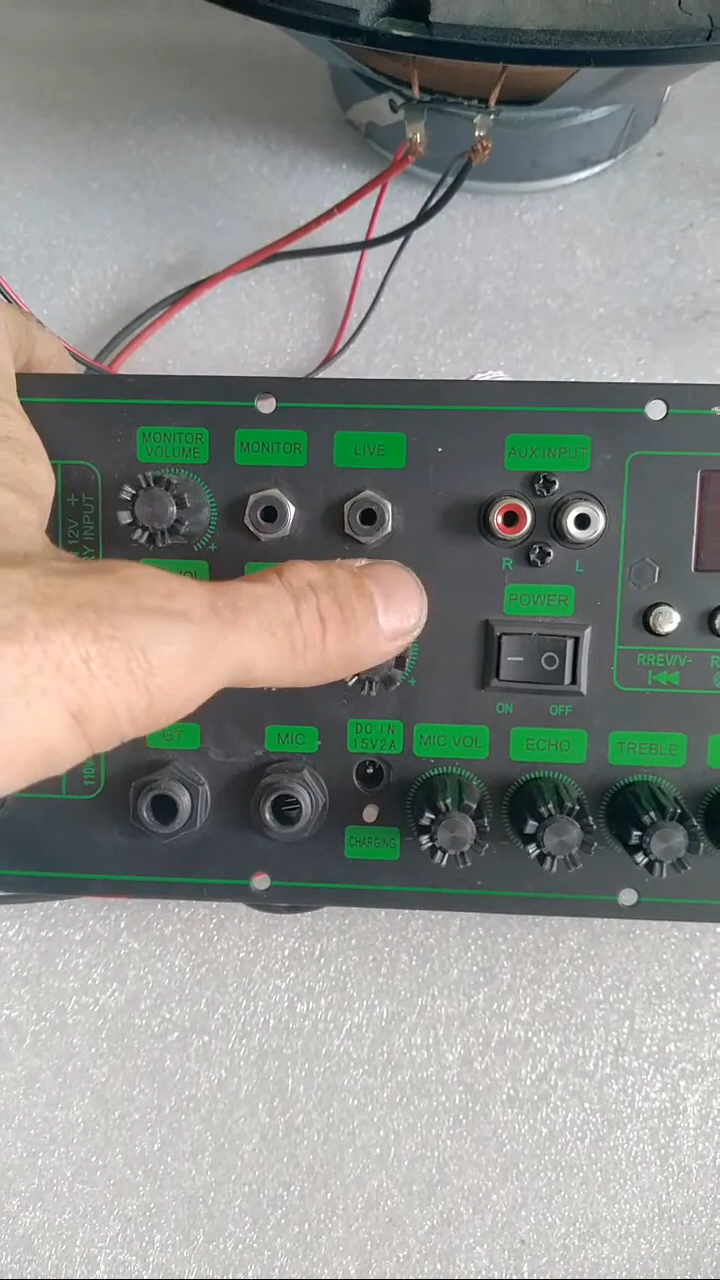 MONITOR
VOLUME
MONITOR
LIVE
AUX INPUT
R
L
12V +
INPUT
VOL
POWER
ON
OFF
RREV/V-
GT
MIC
DC IN
15V2A
MIC VOL
ECHO
TREBLE
CHARGING